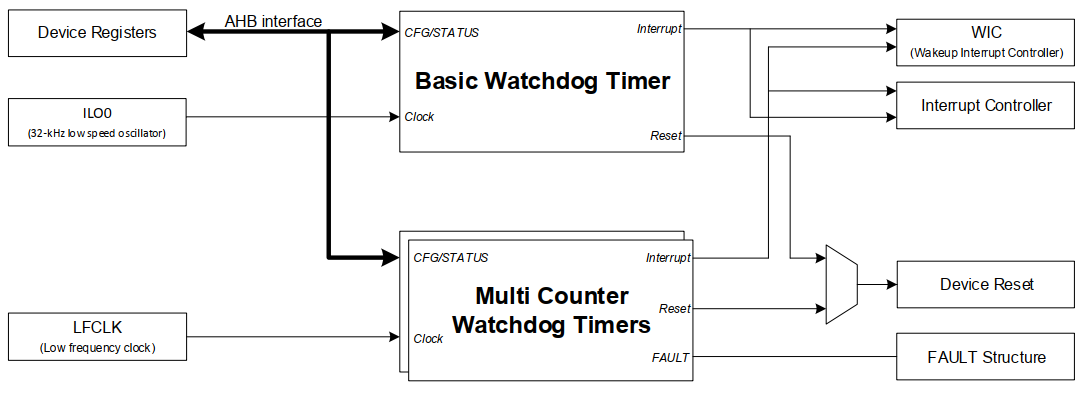 Device Registers
AHB interface
CFG/STATUS
Interrupt
WIC
(Wakeup Interrupt Controller)
Basic Watchdog Timer
ILO0
(32-kHz low speed oscillator)
Clock
Interrupt Controller
Reset
CFG/STATUS
Interrupt
Multi Counter
Watchdog Timers
Device Reset
Reset
LFCLK
(Low frequency clock)
Clock
FAULT
FAULT Structure